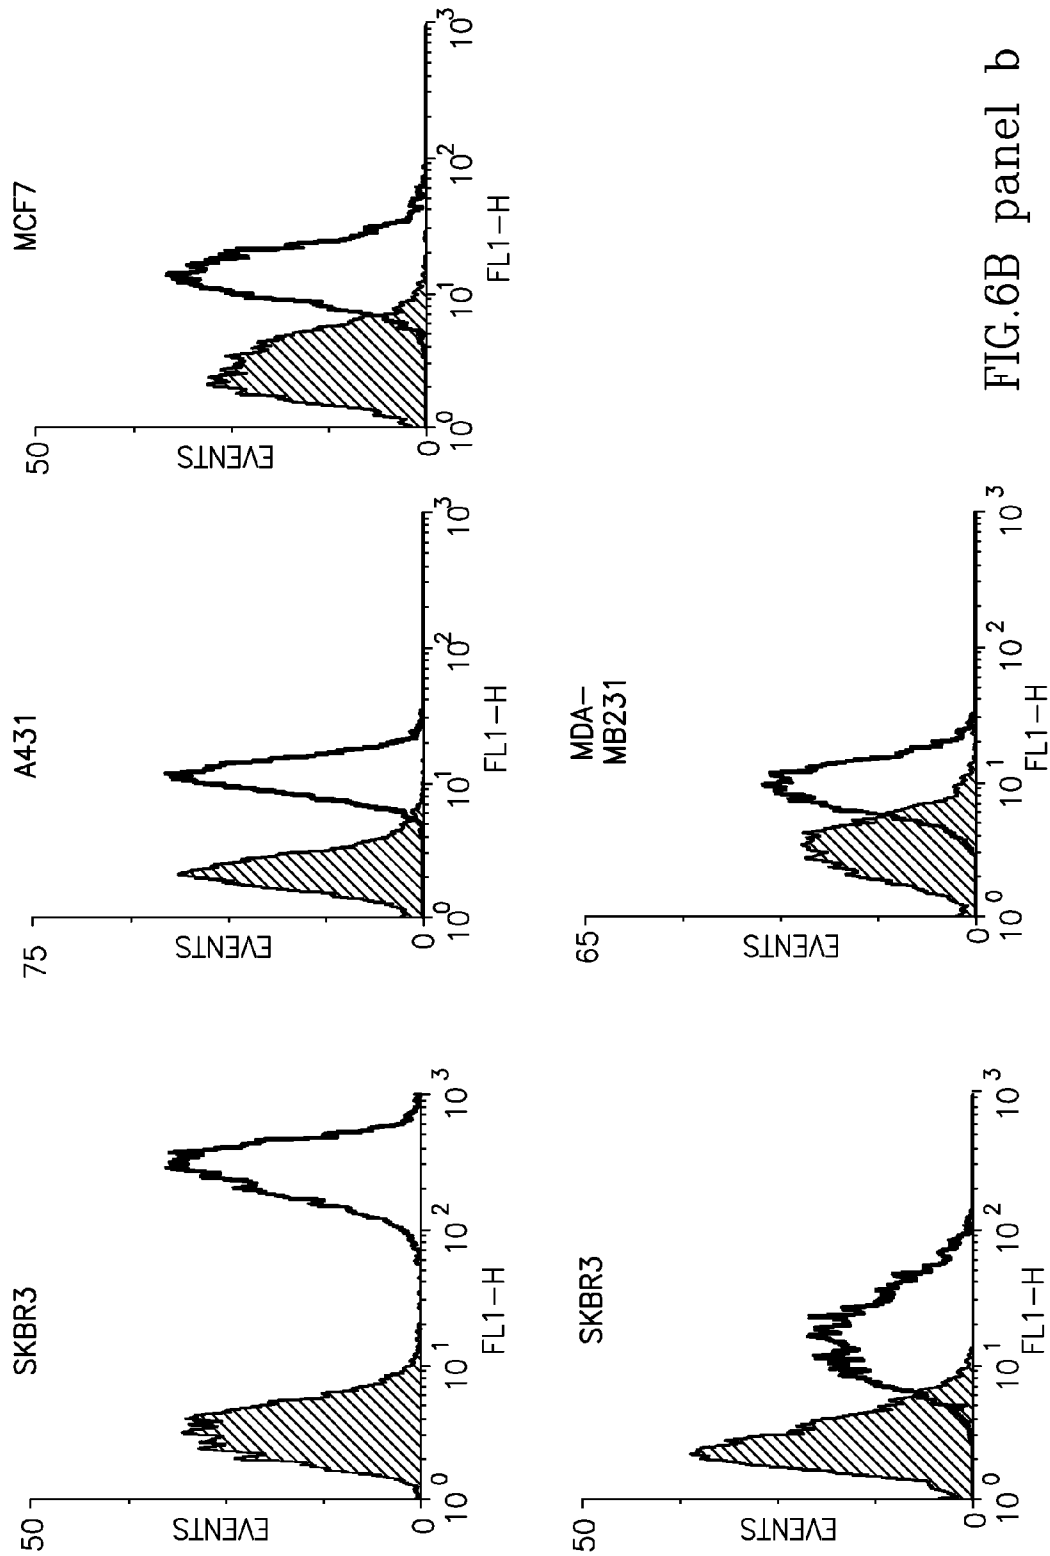 SKBR3
50
EVENTS
0
10^0 10^1 10^2 10^3
FL1-H
A431
75
EVENTS
0
10^0 10^1 10^2 10^3
FL1-H
MCF7
50
EVENTS
0
10^0 10^1 10^2 10^3
FL1-H
SKBR3
50
EVENTS
0
10^0 10^1 10^2 10^3
FL1-H
MDA-
MB231
65
EVENTS
0
10^0 10^1 10^2 10^3
FL1-H
FIG.6B panel b